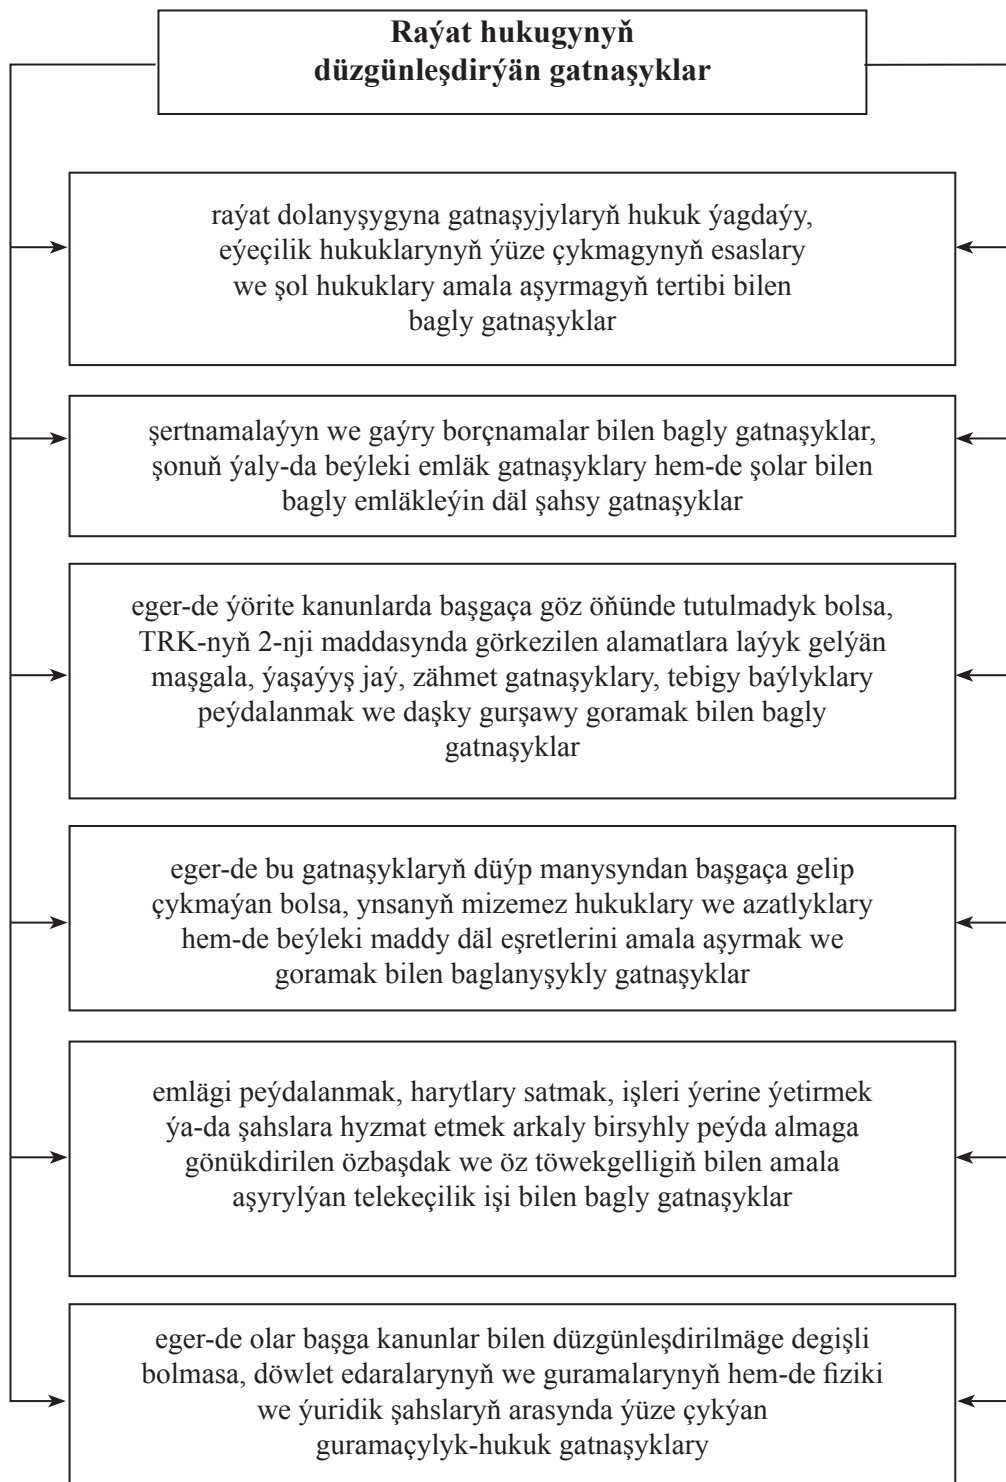 Raýat hukugynyň
düzgünleşdirýän gatnaşyklar
raýat dolanyşygyna gatnaşyjylaryň hukuk ýagdaýy,
eýeçilik hukuklarynyň ýüze çykmagynyň esaslary
we şol hukuklary amala aşyrmagyň tertibi bilen
bagly gatnaşyklar
şertnamalaýyn we gaýry borçnamalar bilen bagly gatnaşyklar,
şonuň ýaly-da beýleki emläk gatnaşyklary hem-de şolar bilen
bagly emläkleýin däl şahsy gatnaşyklar
eger-de ýörite kanunlarda başgaça göz öňünde tutulmadyk bolsa,
TRK-nyň 2-nji maddasynda görkezilen alamatlara laýyk gelýän
maşgala, ýaşaýyş jaý, zähmet gatnaşyklary, tebigy baýlyklary
peýdalanmak we daşky gurşawy goramak bilen bagly
gatnaşyklar
eger-de bu gatnaşyklaryň düýp manysyndan başgaça gelip
çykmaýan bolsa, ynsanyň mizemez hukuklary we azatlyklary
hem-de beýleki maddy däl eşretlerini amala aşyrmak we
goramak bilen baglanyşykly gatnaşyklar
emlägi peýdalanmak, harytlary satmak, işleri ýerine ýetirmek
ýa-da şahslara hyzmat etmek arkaly birsyhly peýda almaga
gönükdirilen özbaşdak we öz töwekgelligiň bilen amala
aşyrylýan telekeçilik işi bilen bagly gatnaşyklar
eger-de olar başga kanunlar bilen düzgünleşdirilmäge degişli
bolmasa, döwlet edaralarynyň we guramalarynyň hem-de fiziki
we ýuridik şahslaryň arasynda ýüze çykýan
guramaçylyk-hukuk gatnaşyklary